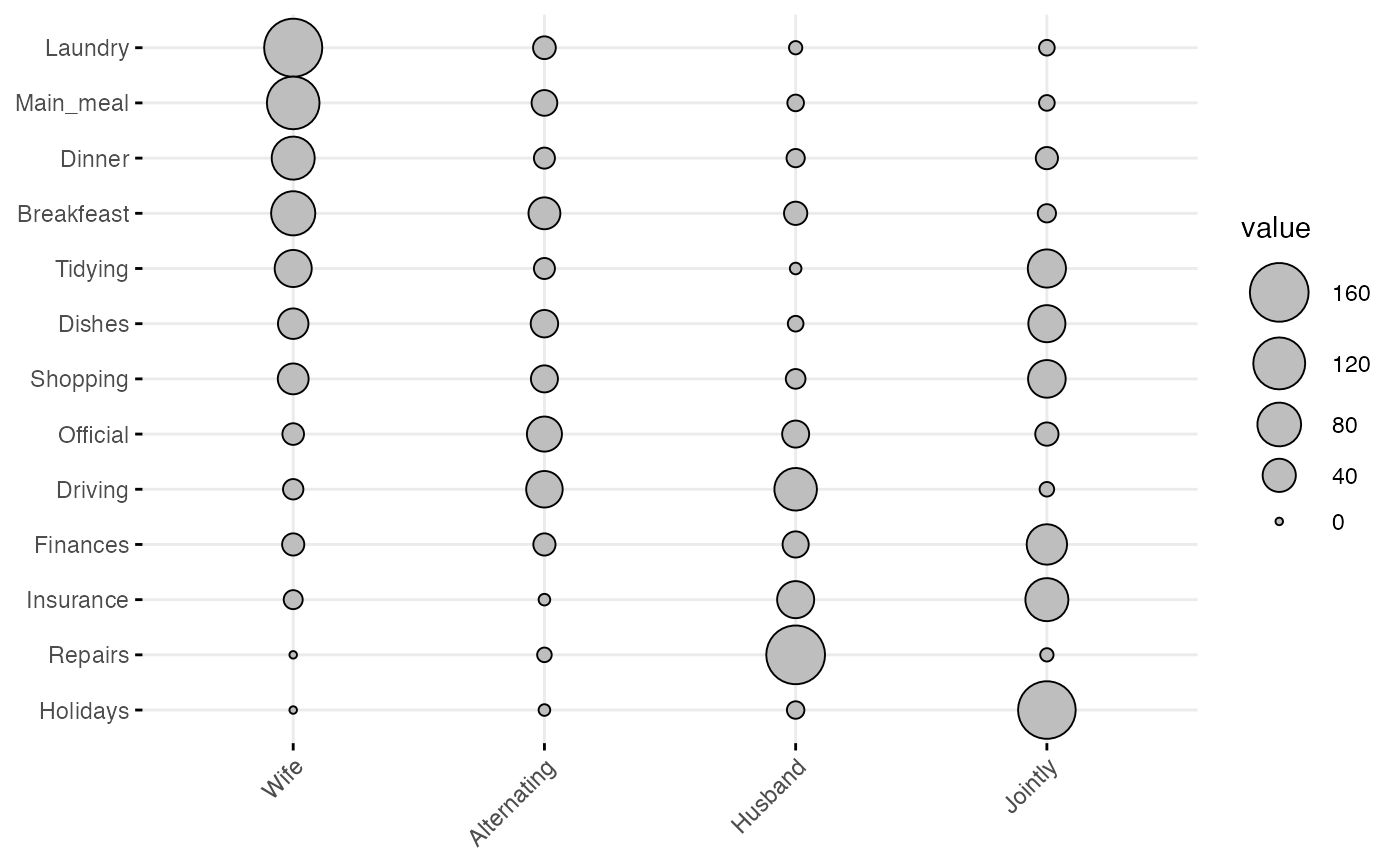 Laundry
Main_meal
Dinner
Breakfeast
Tidying
Dishes
Shopping
Official
Driving
Finances
Insurance
Repairs
Holidays
Wife
Alternating
Husband
Jointly
value
160
120
80
40
0